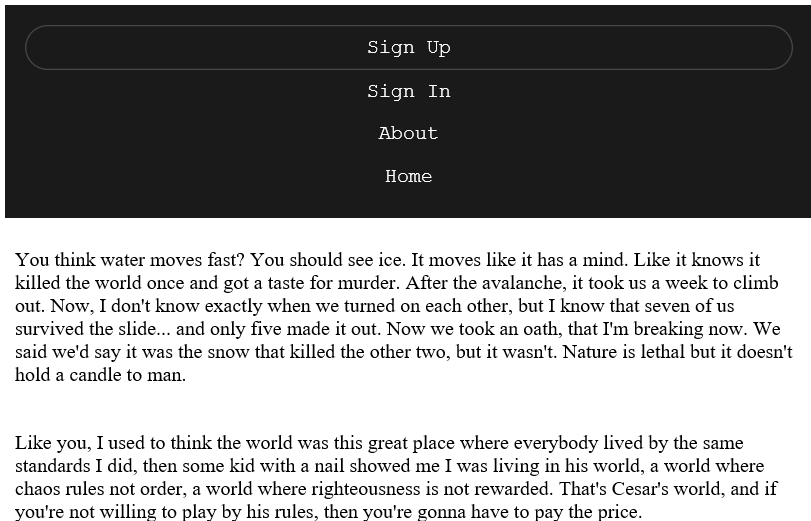 Sign Up
Sign In
About
Home
You think water moves fast? You should see ice. It moves like it has a mind. Like it knows it
killed the world once and got a taste for murder. After the avalanche, it took us a week to climb
out. Now, I don't know exactly when we turned on each other, but I know that seven of us
survived the slide... and only five made it out. Now we took an oath, that I'm breaking now. We
said we'd say it was the snow that killed the other two, but it wasn't. Nature is lethal but it doesn't
hold a candle to man.
Like you, I used to think the world was this great place where everybody lived by the same
standards I did, then some kid with a nail showed me I was living in his world, a world where
chaos rules not order, a world where righteousness is not rewarded. That's Cesar's world, and if
you're not willing to play by his rules, then you're gonna have to pay the price.